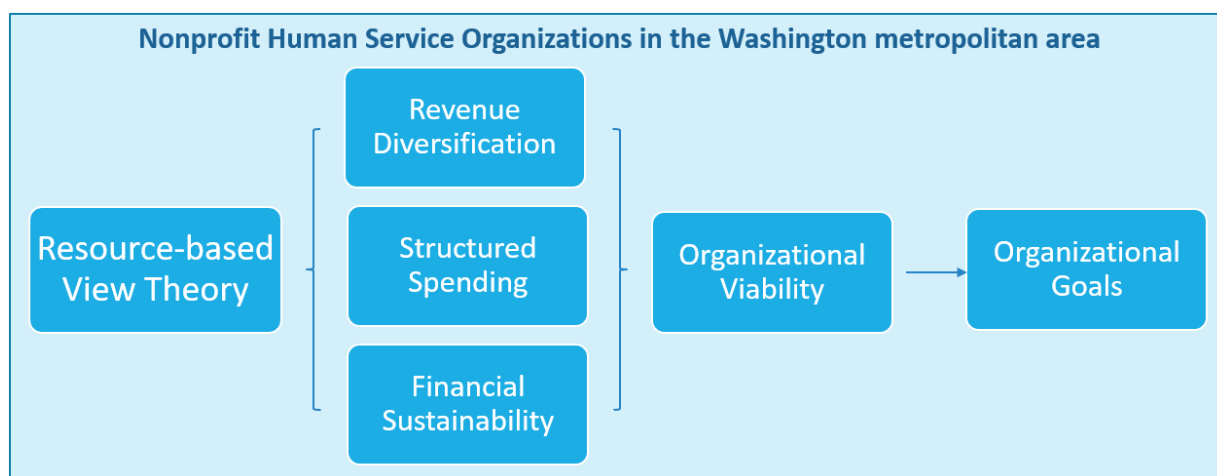 Nonprofit Human Service Organizations in the Washington metropolitan area
Resource-based
View Theory
Revenue
Diversification
Structured
Spending
Financial
Sustainability
Organizational
Viability
Organizational
Goals